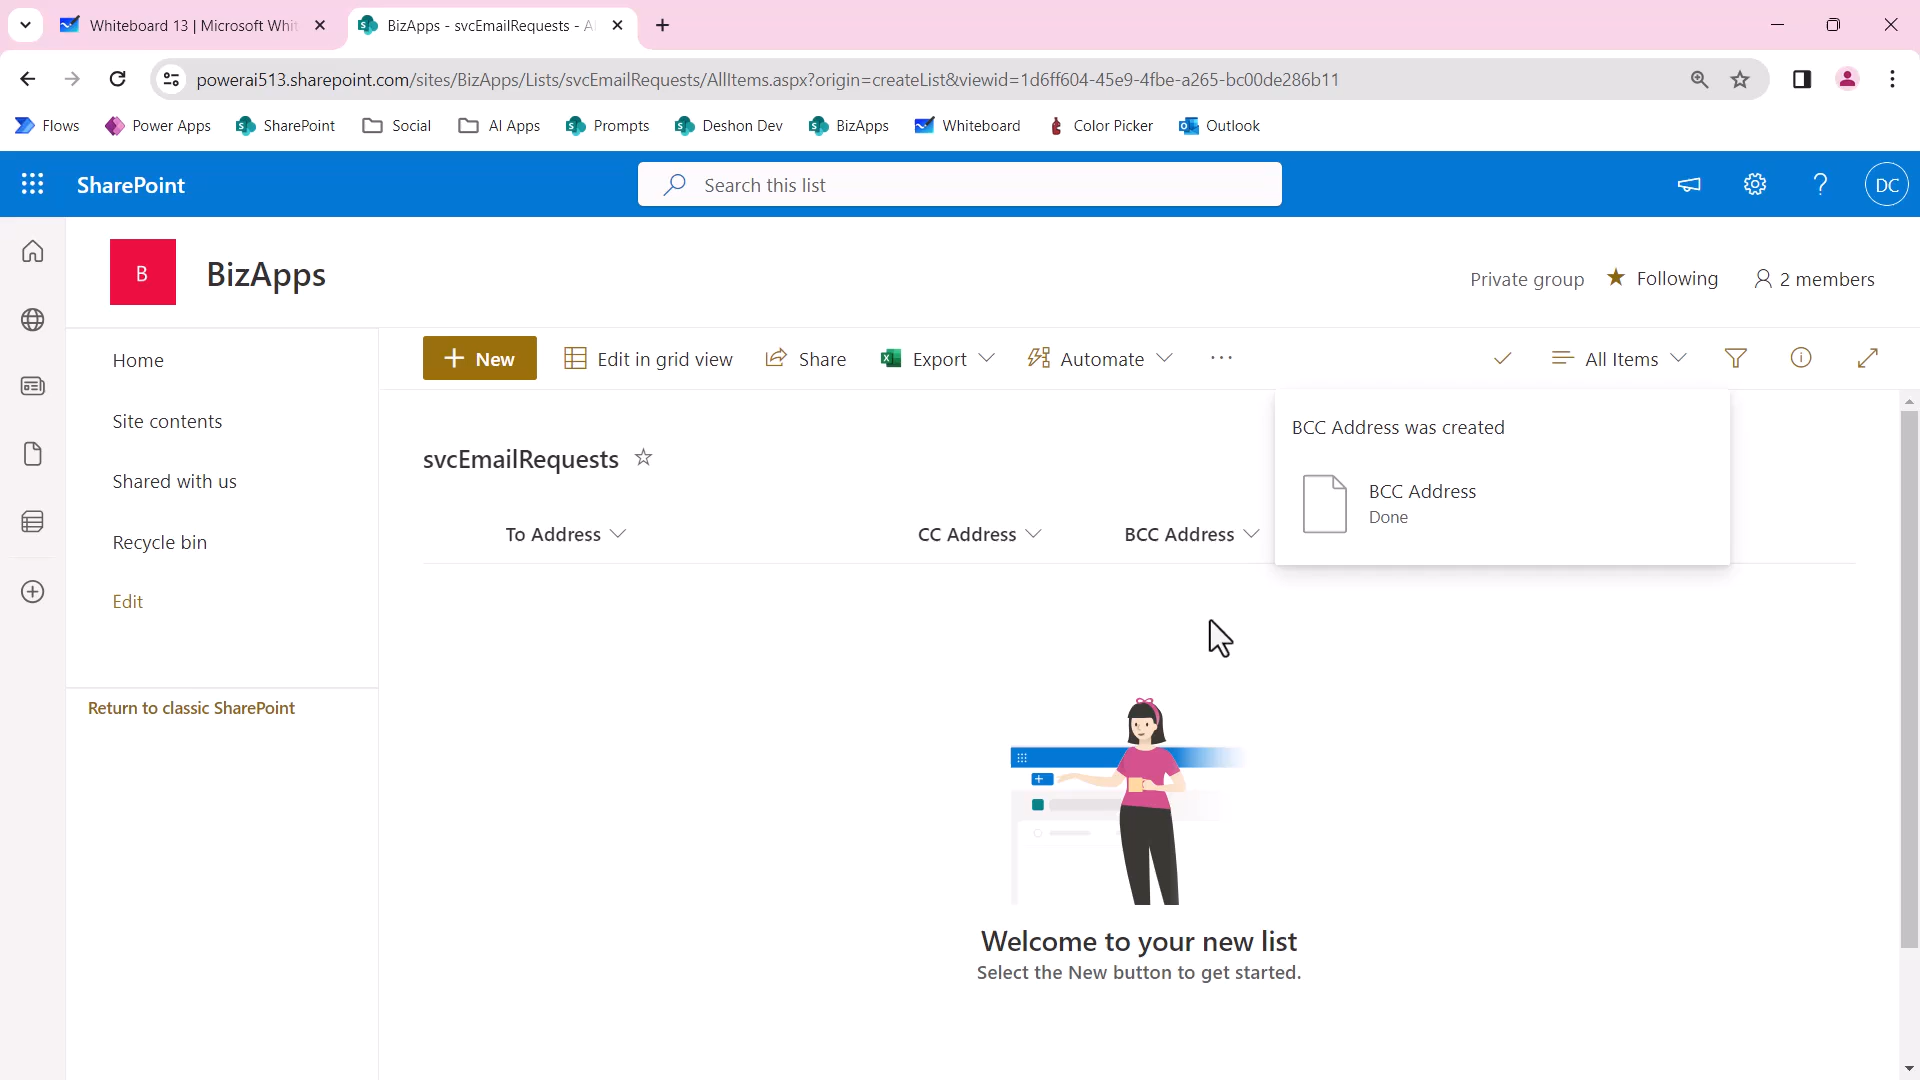 Whiteboard 13 | Microsoft Whit
BizApps - svcEmailRequests - Al
powerai513.sharepoint.com/sites/BizApps/Lists/svcEmailRequests/AllItems.aspx?origin=createList&viewid=1d6ff604-45e9-4fbe-a265-bc00de286b11
Flows
Power Apps
SharePoint
Social
AI Apps
Prompts
Deshon Dev
BizApps
Whiteboard
Color Picker
Outlook
SharePoint
Search this list
DC
B
BizApps
Private group
Following
2 members
Home
Site contents
Shared with us
Recycle bin
Edit
Return to classic SharePoint
New
Edit in grid view
Share
Export
Automate
All Items
BCC Address was created
BCC Address
Done
svcEmailRequests
To Address
CC Address
BCC Address
Welcome to your new list
Select the New button to get started.